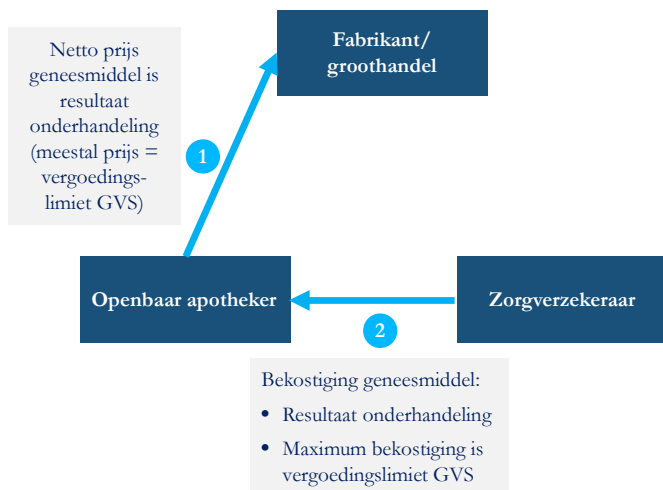 Netto prijs
geneesmiddel is
resultaat
onderhandeling
(meestal prijs =
vergoedings-
limiet GVS)
Fabrikant/
groothandel
1
Openbaar apotheker
Zorgverzekeraar
2
Bekostiging geneesmiddel:
• Resultaat onderhandeling
• Maximum bekostiging is
vergoedingslimiet GVS